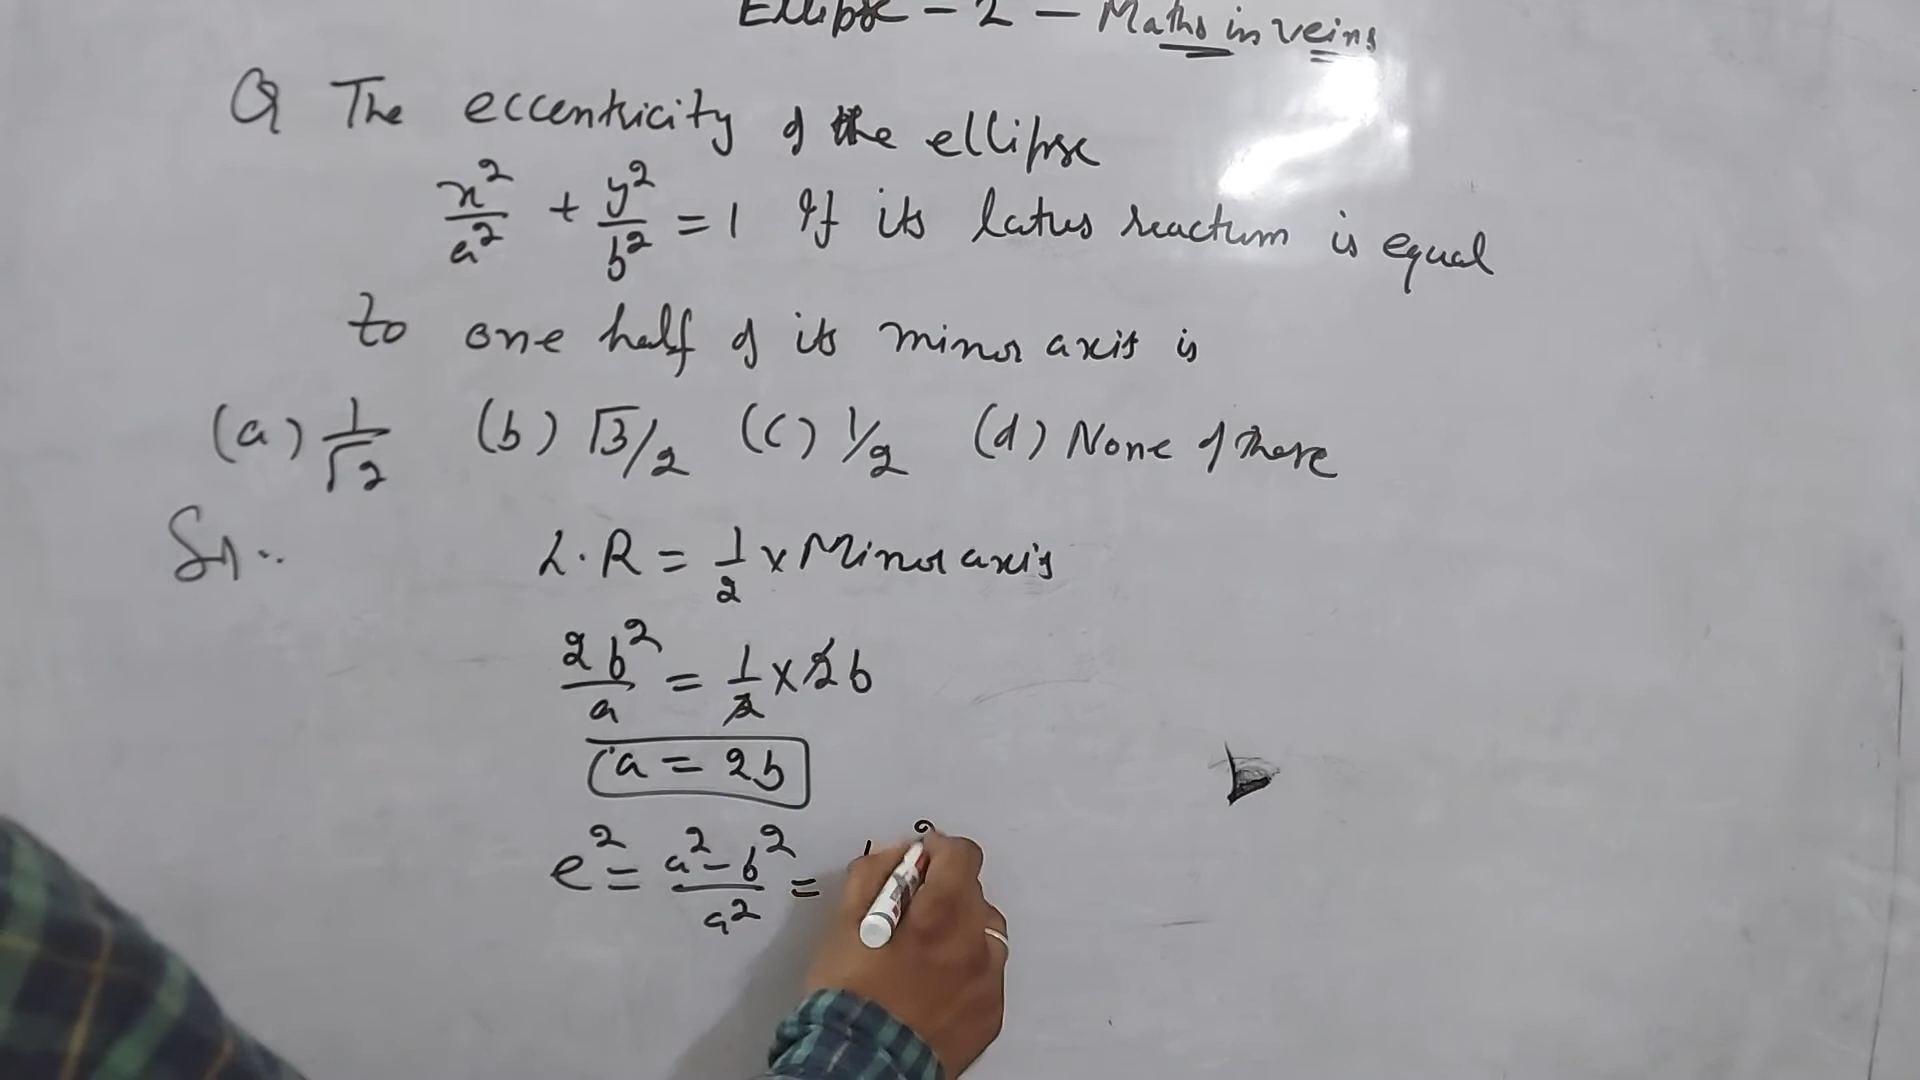 Ellipse - 2 - Maths in veins
Q The eccentricity of the ellipse
x²/a² + y²/b² = 1 If its latus reactum is equal
to one half of its minor axis is
(a) 1/√2 (b) √3/2 (c) 1/2 (d) None of these
Sol..
L.R = 1/2 x Minor axis
2b²/a = 1/2 x 2b
a = 2b
e² = a²-b²/a² =